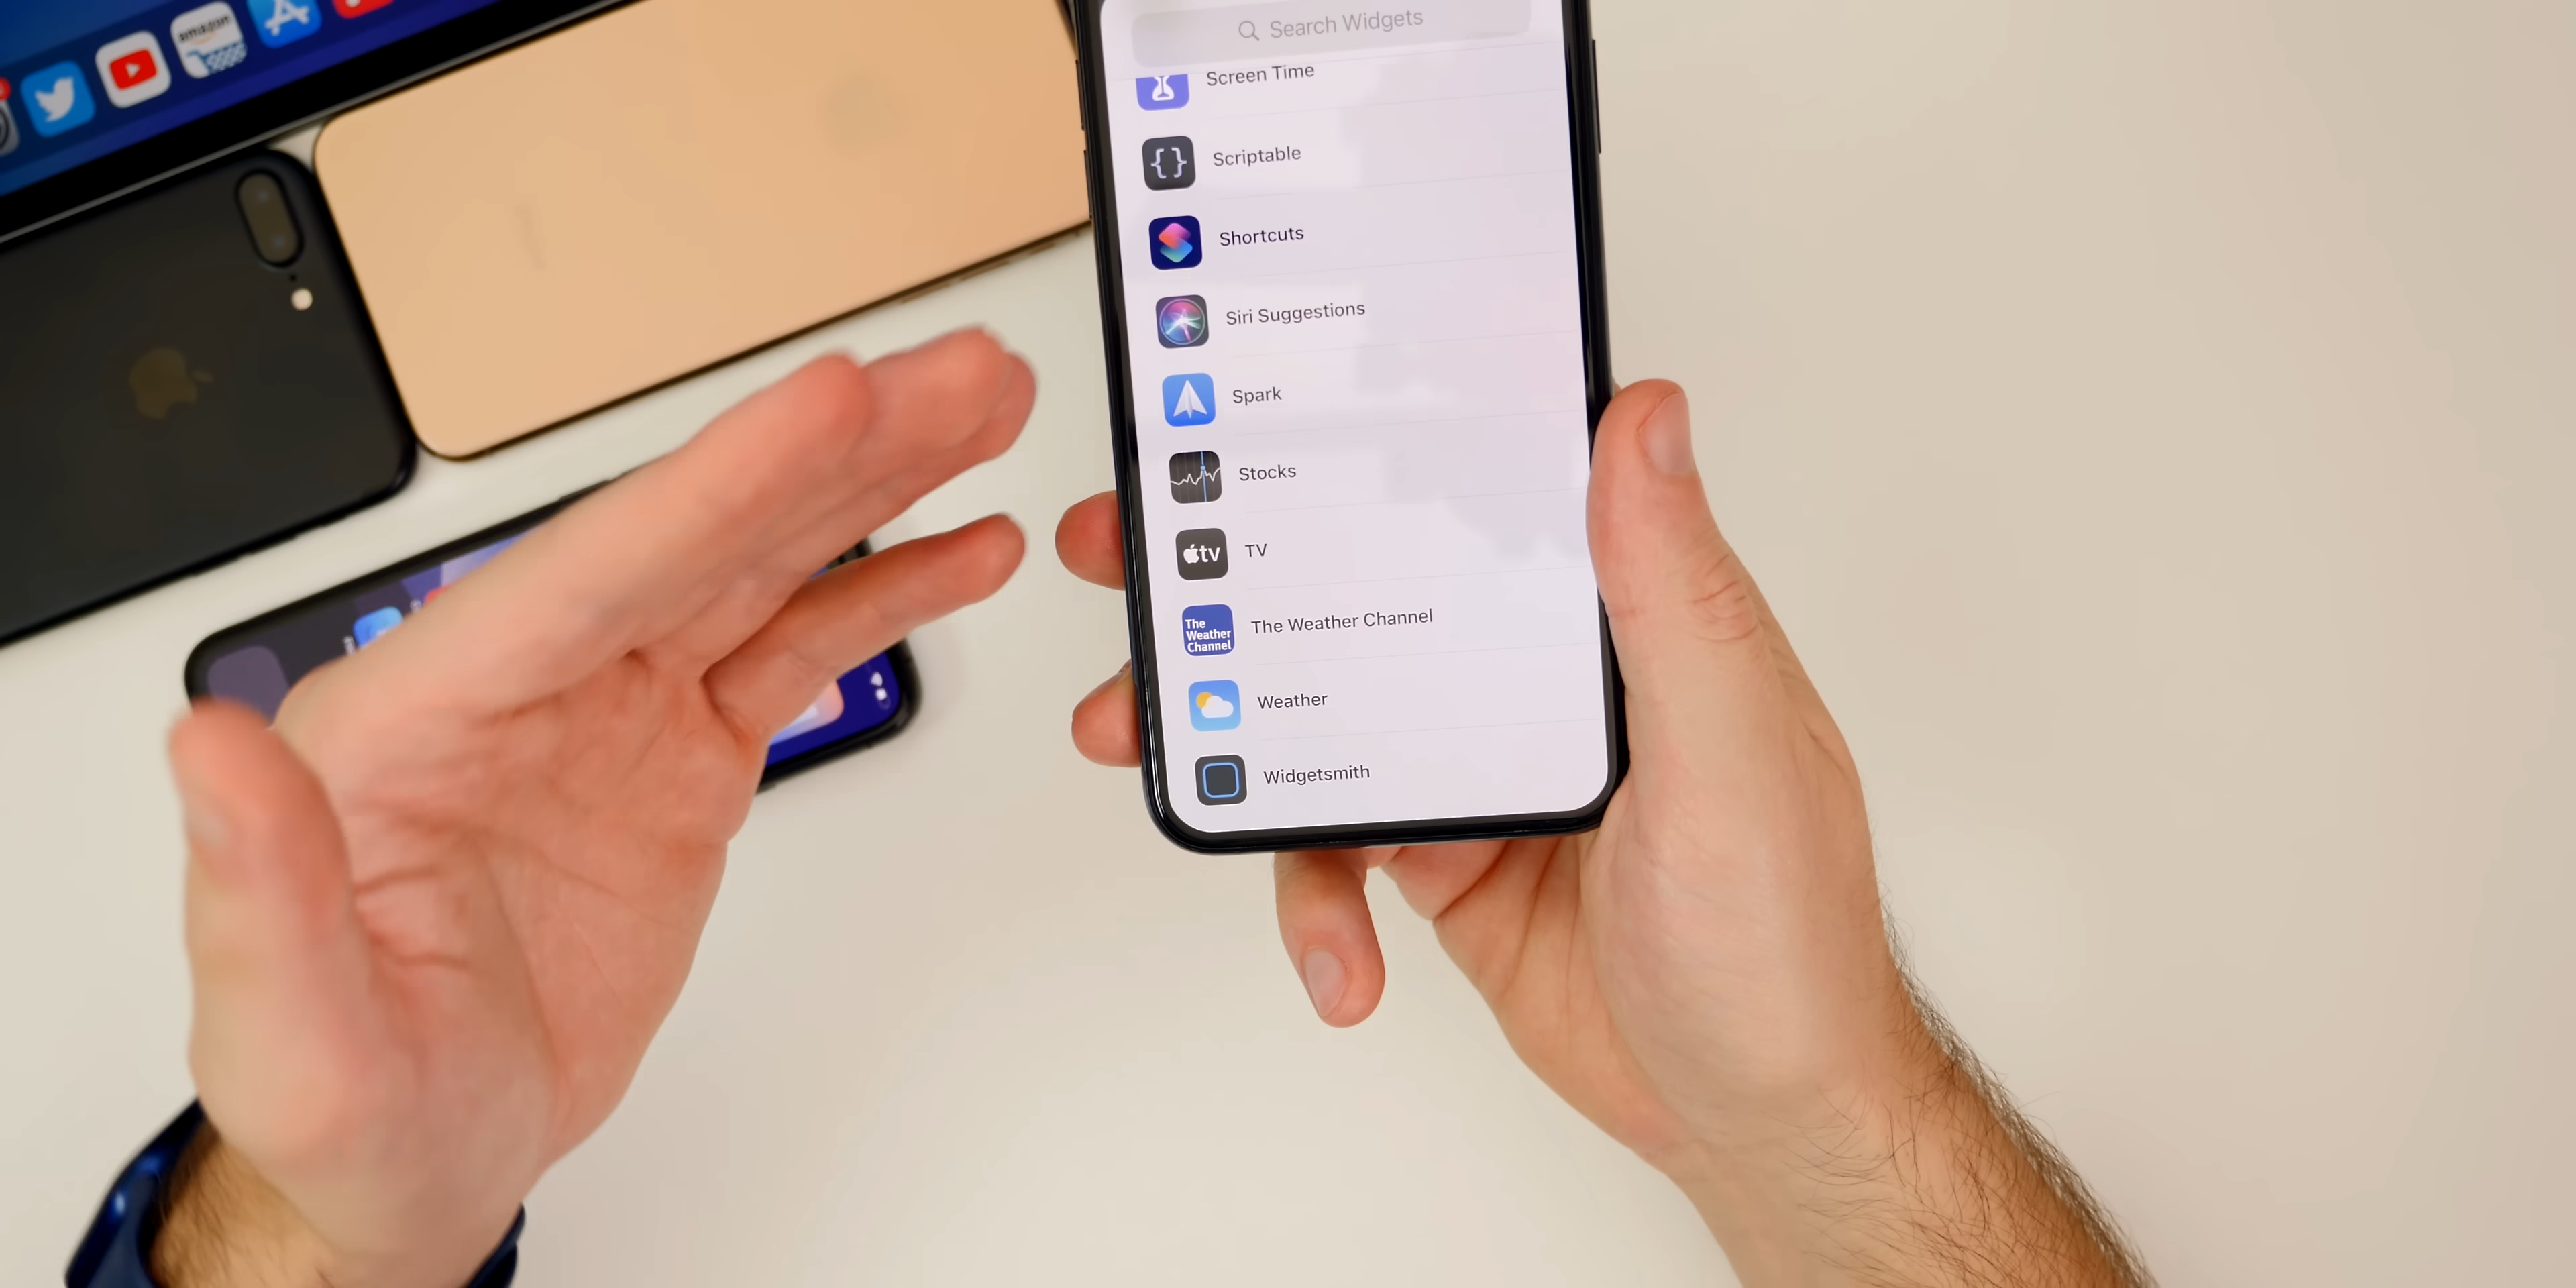 amazon
Search Widgets
Screen Time
Scriptable
Shortcuts
Siri Suggestions
Spark
Stocks
tv
TV
The
Weather
Channel
The Weather Channel
Weather
Widgetsmith